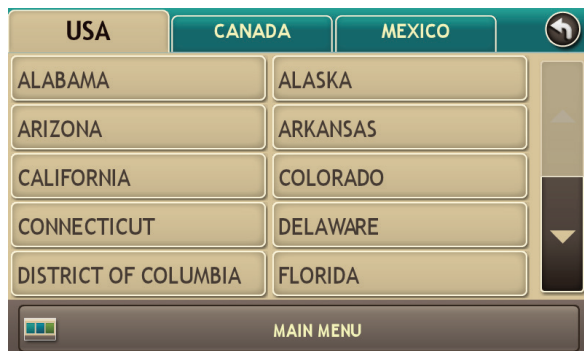 USA CANADA MEXICO
ALABAMA ALASKA
ARIZONA ARKANSAS
CALIFORNIA COLORADO
CONNECTICUT DELAWARE
DISTRICT OF COLUMBIA FLORIDA
MAIN MENU